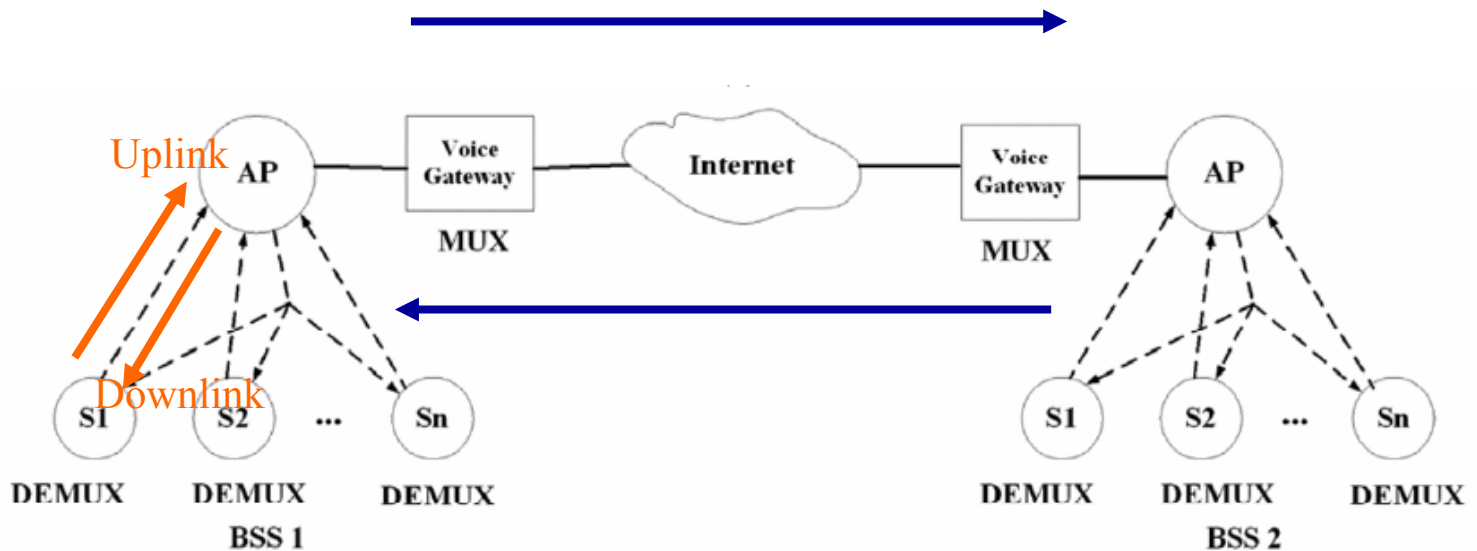 Uplink
AP
Voice
Gateway
MUX
Internet
Voice
Gateway
MUX
AP
Downlink
S1
S2
...
Sn
DEMUX
DEMUX
DEMUX
BSS 1
S1
S2
...
Sn
DEMUX
DEMUX
DEMUX
BSS 2